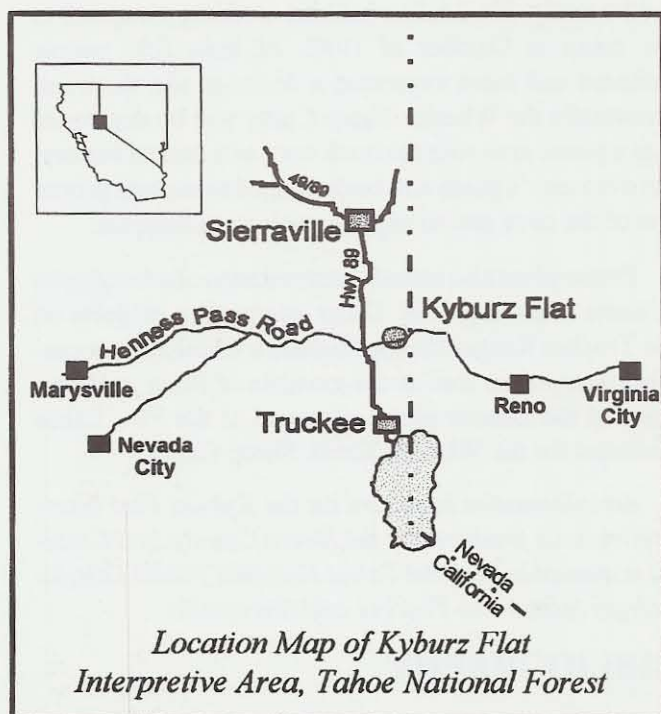 49/89
Sierraville
Hwy 89
Kyburz Flat
Henness Pass Road
Marysville
Nevada
City
Reno
Virginia
City
Truckee
Nevada
California
Location Map of Kyburz Flat
Interpretive Area, Tahoe National Forest